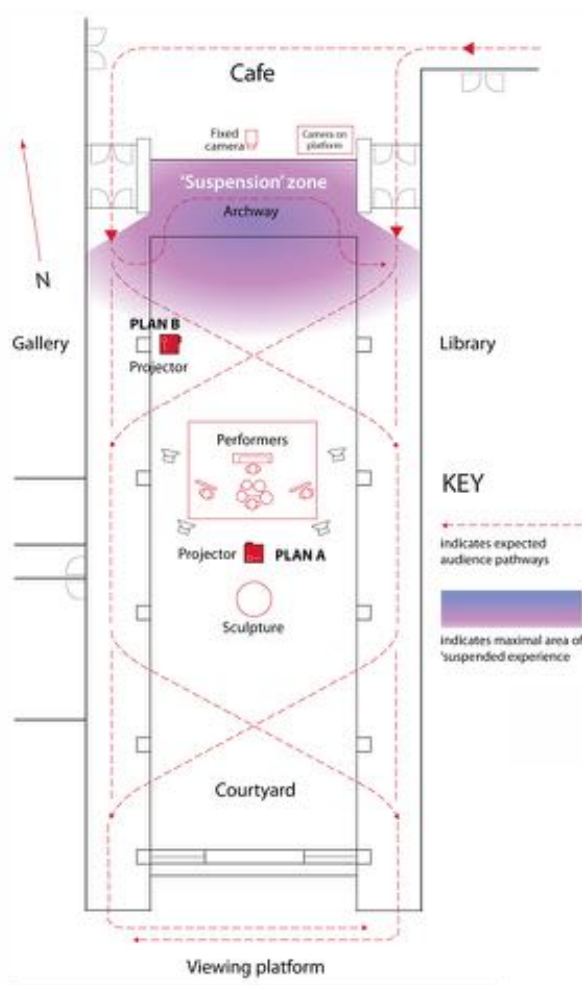 Cafe
Fixed
camera
Camera on
platform
'Suspension' zone
Archway
N
PLAN B
Gallery
Library
Projector
Performers
KEY
Projector
PLAN A
indicates expected
audience pathways
Sculpture
indicates maximal area of
'suspended experience
Courtyard
Viewing platform